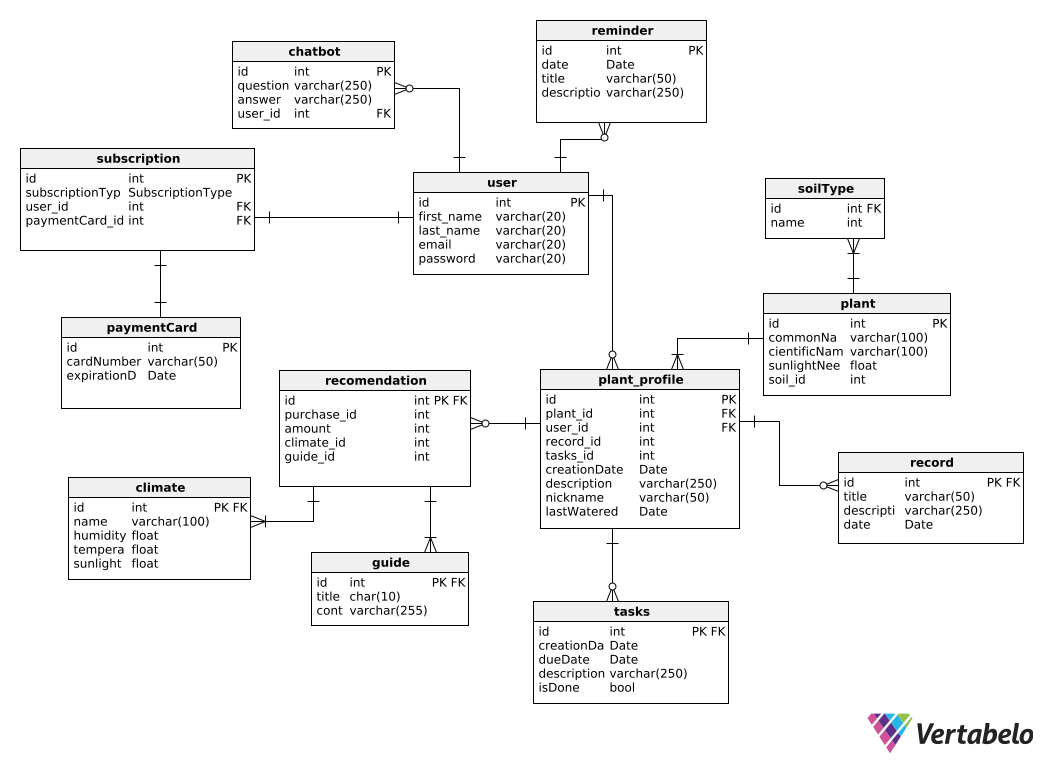 chatbot
id int PK
question varchar(250)
answer varchar(250)
user_id int FK
reminder
id int PK
date Date
title varchar(50)
descriptio varchar(250)
subscription
id int PK
subscriptionTyp SubscriptionType
user_id int FK
paymentCard_id int FK
user
id int PK
first_name varchar(20)
last_name varchar(20)
email varchar(20)
password varchar(20)
soilType
id int FK
name int
paymentCard
id int PK
cardNumber varchar(50)
expirationD Date
plant
id int PK
commonNa varchar(100)
cientificNam varchar(100)
sunlightNee float
soil_id int
recomendation
id int PK FK
purchase_id int
amount int
climate_id int
guide_id int
plant_profile
id int PK
plant_id int FK
user_id int FK
record_id int
tasks_id int
creationDate Date
description varchar(250)
nickname varchar(50)
lastWatered Date
record
id int PK FK
title varchar(50)
descripti varchar(250)
date Date
climate
id int PK FK
name varchar(100)
humidity float
tempera float
sunlight float
guide
id int PK FK
title char(10)
cont varchar(255)
tasks
id int PK FK
creationDa Date
dueDate Date
description varchar(250)
isDone bool
Vertabelo